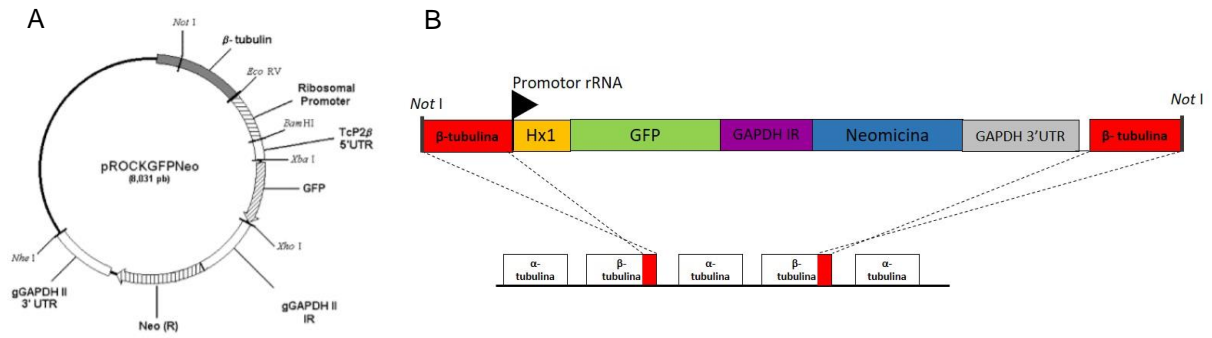 A
Not I
β- tubulin
Eco RV
Ribosomal
Promoter
Bam HI
TcP2β
5'UTR
Xba I
GFP
Xho I
gGAPDH II
IR
Neo (R)
gGAPDH II
3' UTR
Nhe I
pROCKGFPNeo
(8,031 pb)
B
Promotor rRNA
Not I
Not I
β-tubulina
Hx1
GFP
GAPDH IR
Neomicina
GAPDH 3’UTR
β- tubulina
α-
tubulina
β-
tubulina
α-
tubulina
β-
tubulina
α-
tubulina